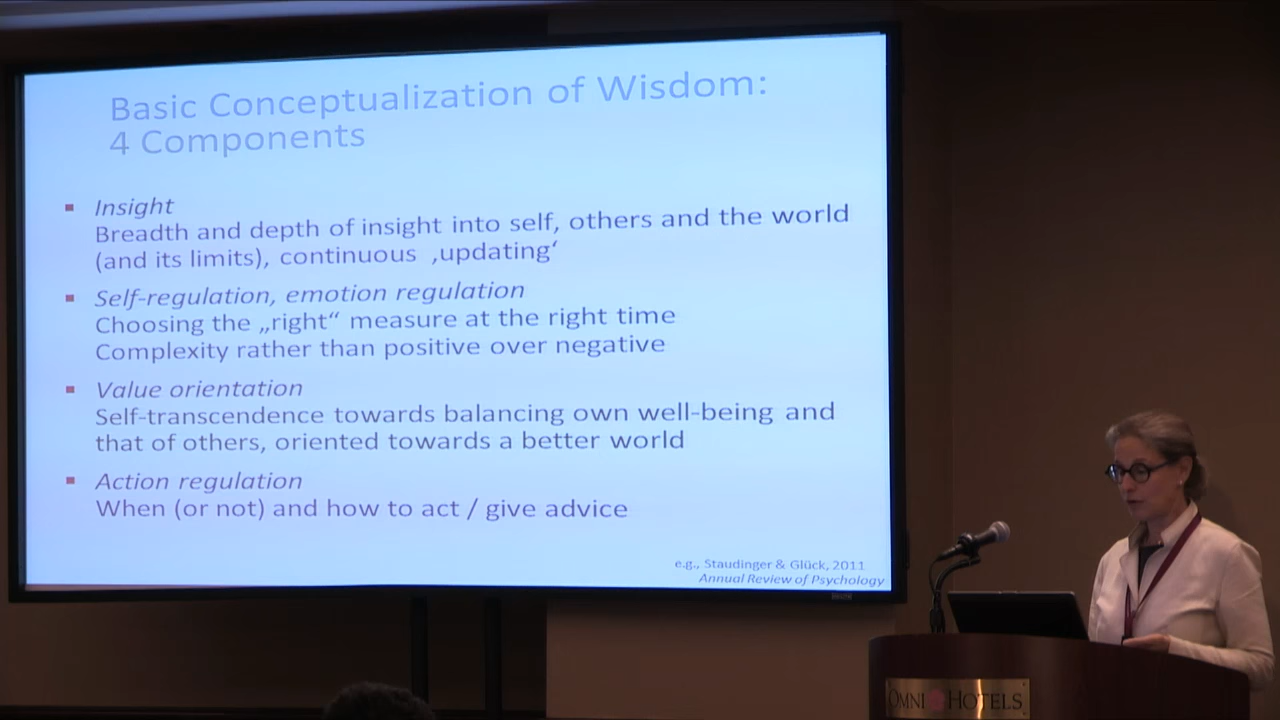 Basic Conceptualization of Wisdom:
4 Components
▪ Insight
Breadth and depth of insight into self, others and the world
(and its limits), continuous ‚updating‘
▪ Self-regulation, emotion regulation
Choosing the „right“ measure at the right time
Complexity rather than positive over negative
▪ Value orientation
Self-transcendence towards balancing own well-being and
that of others, oriented towards a better world
▪ Action regulation
When (or not) and how to act / give advice
e.g., Staudinger & Glück, 2011
Annual Review of Psychology
OMNI HOTELS